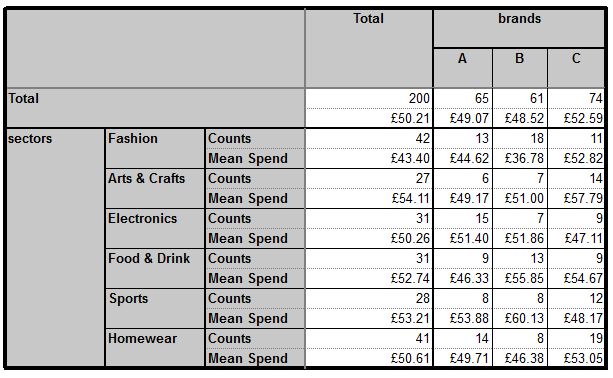 Total brands
A B C
Total 200 65 61 74
£50.21 £49.07 £48.52 £52.59
sectors Fashion Counts 42 13 18 11
Mean Spend £43.40 £44.62 £36.78 £52.82
Arts & Crafts Counts 27 6 7 14
Mean Spend £54.11 £49.17 £51.00 £57.79
Electronics Counts 31 15 7 9
Mean Spend £50.26 £51.40 £51.86 £47.11
Food & Drink Counts 31 9 13 9
Mean Spend £52.74 £46.33 £55.85 £54.67
Sports Counts 28 8 8 12
Mean Spend £53.21 £53.88 £60.13 £48.17
Homewear Counts 41 14 8 19
Mean Spend £50.61 £49.71 £46.38 £53.05